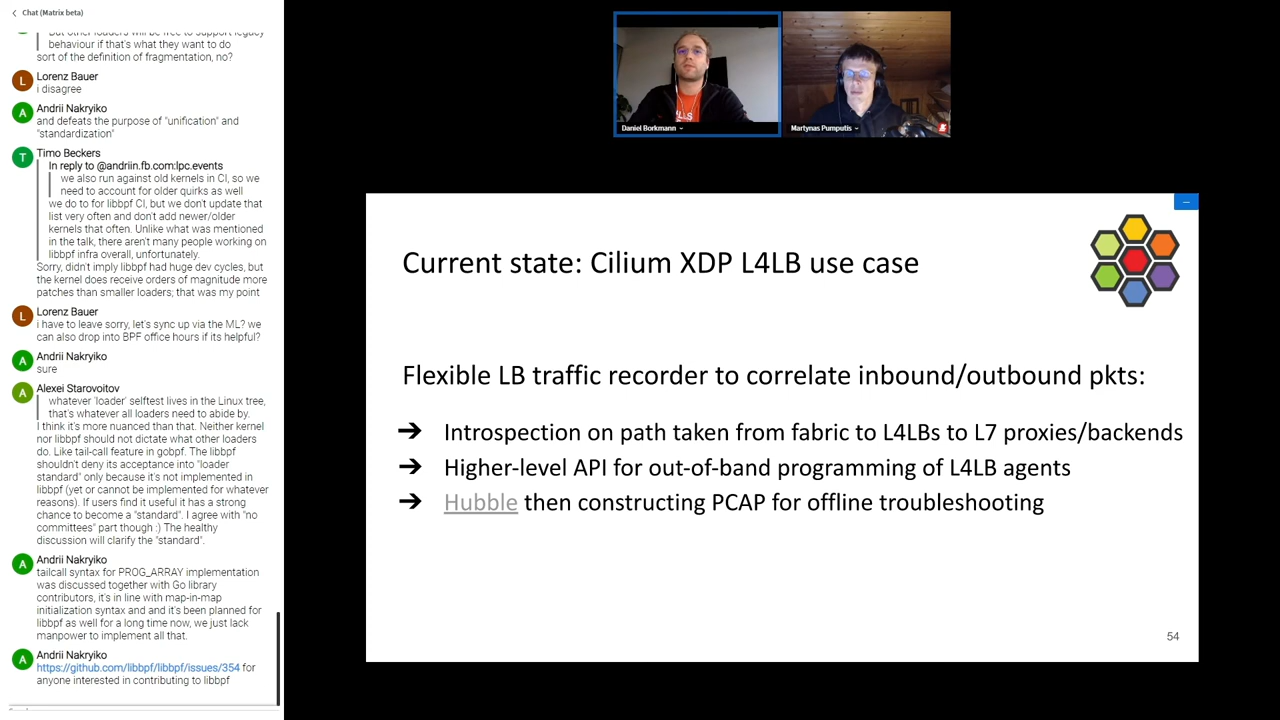 Chat (Matrix beta)
But other loaders will be free to support legacy
behaviour if that's what they want to do
sort of the definition of fragmentation, no?
L
Lorenz Bauer
i disagree
A
Andrii Nakryiko
and defeats the purpose of "unification" and
"standardization"
T
Timo Beckers
In reply to @andriin.fb.com:lpc.events
we also run against old kernels in CI, so we
need to account for older quirks as well
we do to for libbpf CI, but we don't update that
list very often and don't add newer/older
kernels that often. Unlike what was mentioned
in the talk, there aren't many people working on
libbpf infra overall, unfortunately.
Sorry, didn't imply libbpf had huge dev cycles, but
the kernel does receive orders of magnitude more
patches than smaller loaders; that was my point
L
Lorenz Bauer
i have to leave sorry, let's sync up via the ML? we
can also drop into BPF office hours if its helpful?
A
Andrii Nakryiko
sure
A
Alexei Starovoitov
whatever 'loader' selftest lives in the Linux tree,
that's whatever all loaders need to abide by.
I think it's more nuanced than that. Neither kernel
nor libbpf should not dictate what other loaders
do. Like tail-call feature in gobpf. The libbpf
shouldn't deny its acceptance into "loader
standard" only because it's not implemented in
libbpf (yet or cannot be implemented for whatever
reasons). If users find it useful it has a strong
chance to become a "standard". I agree with "no
committees" part though :) The healthy
discussion will clarify the "standard".
A
Andrii Nakryiko
tailcall syntax for PROG_ARRAY implementation
was discussed together with Go library
contributors, it's in line with map-in-map
initialization syntax and and it's been planned for
libbpf as well for a long time now, we just lack
manpower to implement all that.
A
Andrii Nakryiko
https://github.com/libbpf/libbpf/issues/354 for
anyone interested in contributing to libbpf
Daniel Borkmann
Martynas Pumputis
Current state: Cilium XDP L4LB use case
Flexible LB traffic recorder to correlate inbound/outbound pkts:
➔ Introspection on path taken from fabric to L4LBs to L7 proxies/backends
➔ Higher-level API for out-of-band programming of L4LB agents
➔ Hubble then constructing PCAP for offline troubleshooting
54